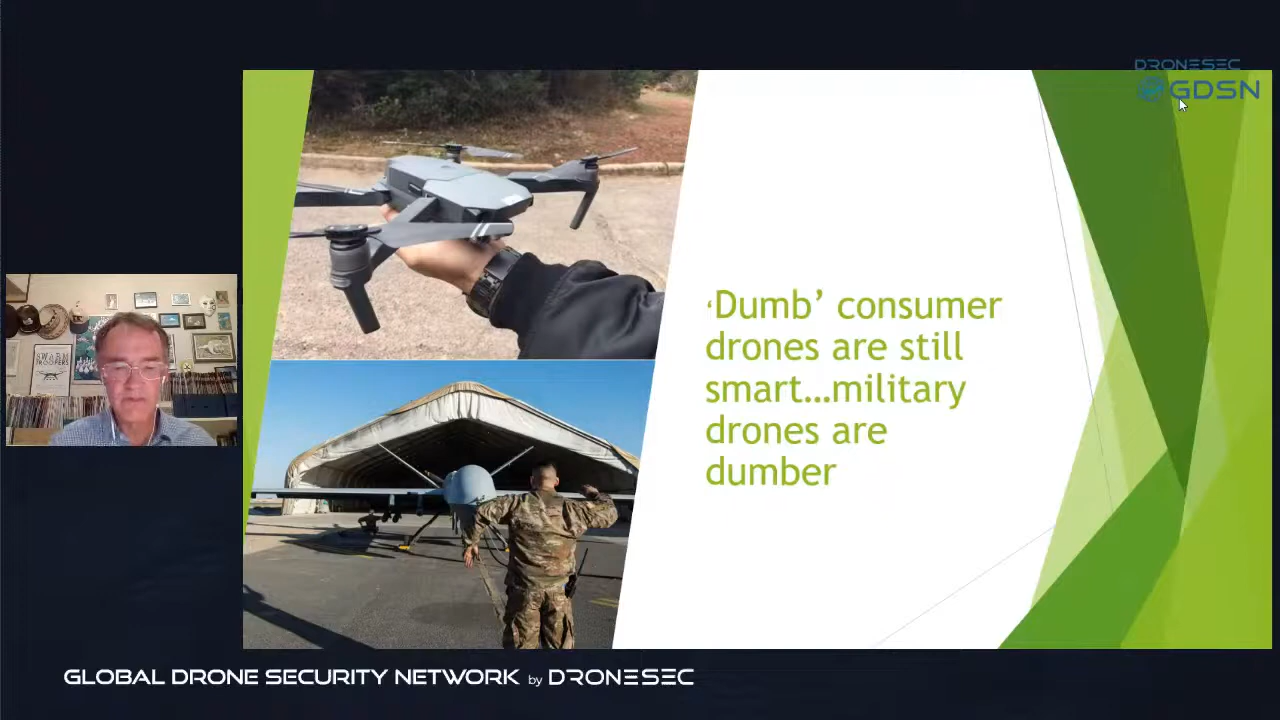 DRONESEC
GDSN
‘Dumb’ consumer
drones are still
smart...military
drones are
dumber
SWARM
TROOPERS
GLOBAL DRONE SECURITY NETWORK by DRONESEC